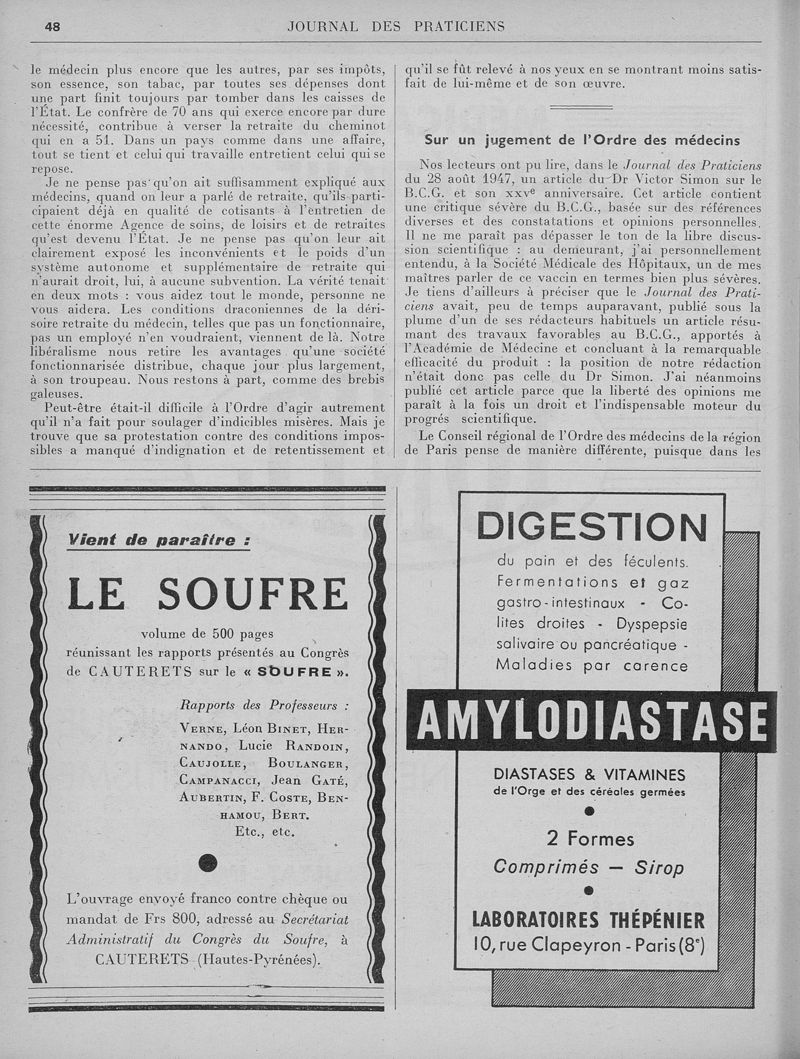 48
JOURNAL DES PRATICIENS
le médecin plus encore que les autres, par ses impôts,
son essence, son tabac, par toutes ses dépenses dont
une part finit toujours par tomber dans les caisses de
l'État. Le confrère de 70 ans qui exerce encore par dure
nécessité, contribue à verser la retraite du cheminot
qui en a 51. Dans un pays comme dans une affaire,
tout se tient et celui qui travaille entretient celui qui se
repose.
Je ne pense pas qu'on ait suffisamment expliqué aux
médecins, quand on leur a parlé de retraite, qu'ils parti-
cipaient déjà en qualité de cotisants à l'entretien de
cette énorme Agence de soins, de loisirs et de retraites
qu'est devenu l'État. Je ne pense pas qu'on leur ait
clairement exposé les inconvénients et le poids d'un
système autonome et supplémentaire de retraite qui
n'aurait droit, lui, à aucune subvention. La vérité tenait
en deux mots : vous aidez tout le monde, personne ne
vous aidera. Les conditions draconiennes de la déri-
soire retraite du médecin, telles que pas un fonctionnaire,
pas un employé n'en voudraient, viennent de là. Notre
libéralisme nous retire les avantages qu'une société
fonctionnarisée distribue, chaque jour plus largement,
à son troupeau. Nous restons à part, comme des brebis
galeuses.
Peut-être était-il difficile à l'Ordre d'agir autrement
qu'il n'a fait pour soulager d'indicibles misères. Mais je
trouve que sa protestation contre des conditions impos-
sibles a manqué d'indignation et de retentissement et
qu'il se fût relevé à nos yeux en se montrant moins satis-
fait de lui-même et de son œuvre.
Sur un jugement de l'Ordre des médecins
Nos lecteurs ont pu lire, dans le Journal des Praticiens
du 28 août 1947, un article du Dr Victor Simon sur le
B.C.G. et son XXVe anniversaire. Cet article contient
une critique sévère du B.C.G., basée sur des références
diverses et des constatations et opinions personnelles.
Il ne me paraît pas dépasser le ton de la libre discus-
sion scientifique : au demeurant, j'ai personnellement
entendu, à la Société Médicale des Hôpitaux, un de mes
maîtres parler de ce vaccin en termes bien plus sévères.
Je tiens d'ailleurs à préciser que le Journal des Prati-
ciens avait, peu de temps auparavant, publié sous la
plume d'un de ses rédacteurs habituels un article résu-
mant des travaux favorables au B.C.G., apportés à
l'Académie de Médecine et concluant à la remarquable
efficacité du produit : la position de notre rédaction
n'était donc pas celle du Dr Simon. J'ai néanmoins
publié cet article parce que la liberté des opinions me
paraît à la fois un droit et l'indispensable moteur du
progrès scientifique.
Le Conseil régional de l'Ordre des médecins de la région
de Paris pense de manière différente, puisque dans les
Vient de paraître :
LE SOUFRE
volume de 500 pages
réunissant les rapports présentés au Congrès
de CAUTERETS sur le « SOUFRE ».
Rapports des Professeurs :
VERNE, Léon BINET, HER-
NANDO, Lucie RANDOIN,
CAUJOLLE, BOULANGER,
CAMPANACCI, Jean GATÉ,
AUBERTIN, F. COSTE, BEN-
HAMOU, BERT.
Etc., etc.
L'ouvrage envoyé franco contre chèque ou
mandat de Frs 800, adressé au Secrétariat
Administratif du Congrès du Soufre, à
CAUTERETS (Hautes-Pyrénées).
DIGESTION
du pain et des féculents.
Fermentations et gaz
gastro-intestinaux - Co-
lites droites - Dyspepsie
salivaire ou pancréatique -
Maladies par carence
AMYLODIASTASE
DIASTASES & VITAMINES
de l'Orge et des céréales germées
2 Formes
Comprimés — Sirop
LABORATOIRES THÉPÉNIER
10, rue Clapeyron - Paris (8e)